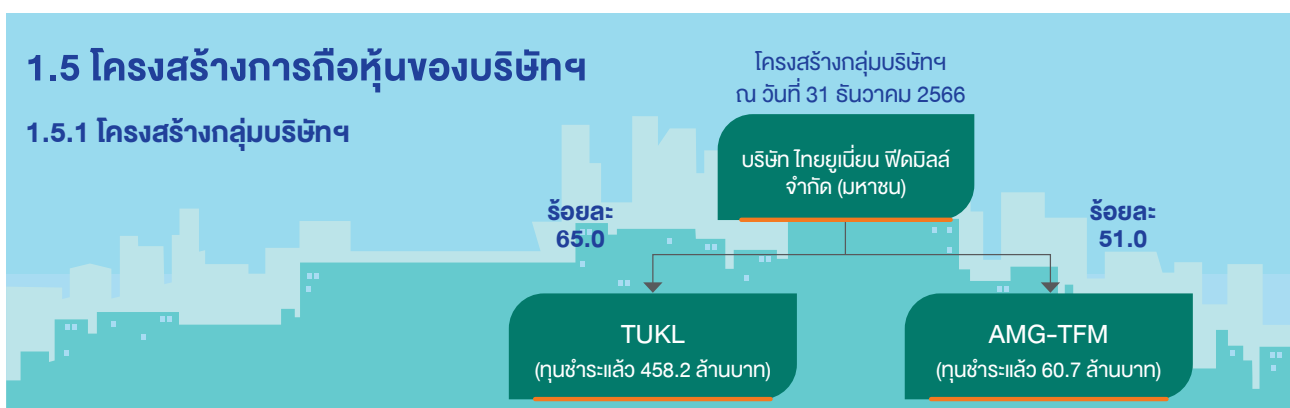 1.5 โครงสร้างการถือหุ้นของบริษัทฯ
1.5.1 โครงสร้างกลุ่มบริษัทฯ
โครงสร้างกลุ่มบริษัทฯ
ณ วันที่ 31 ธันวาคม 2566
บริษัท ไทยยูเนี่ยน ฟีดมิลล์
จำกัด (มหาชน)
ร้อยละ
65.0
ร้อยละ
51.0
TUKL
(ทุนชำระแล้ว 458.2 ล้านบาท)
AMG-TFM
(ทุนชำระแล้ว 60.7 ล้านบาท)